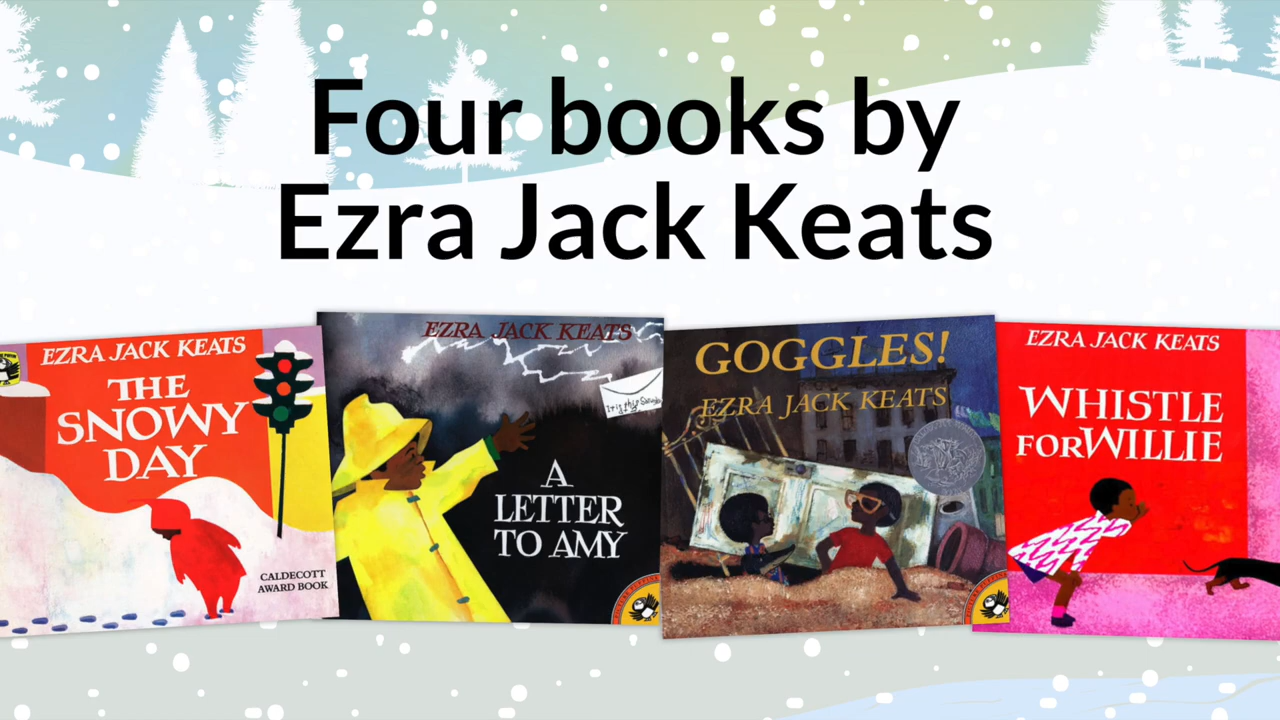 Four books by
Ezra Jack Keats
EZRA JACK KEATS
THE
SNOWY
DAY
CALDECOTT
AWARD BOOK
EZRA JACK KEATS
A
LETTER
TO AMY
GOGGLES!
EZRA JACK KEATS
EZRA JACK KEATS
WHISTLE
FOR WILLIE